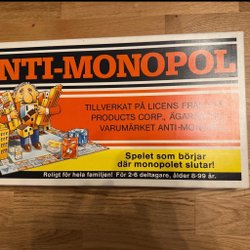 ANTI-MONOPOL
TILLVERKAT PÅ LICENS FRÅN
PRODUCTS CORP., ÄGARE
VARUMÄRKET ANTI-MONO
Spelet som börjar
där monopolet slutar!
Roligt för hela familjen! För 2-6 deltagare, ålder 8-99 år.